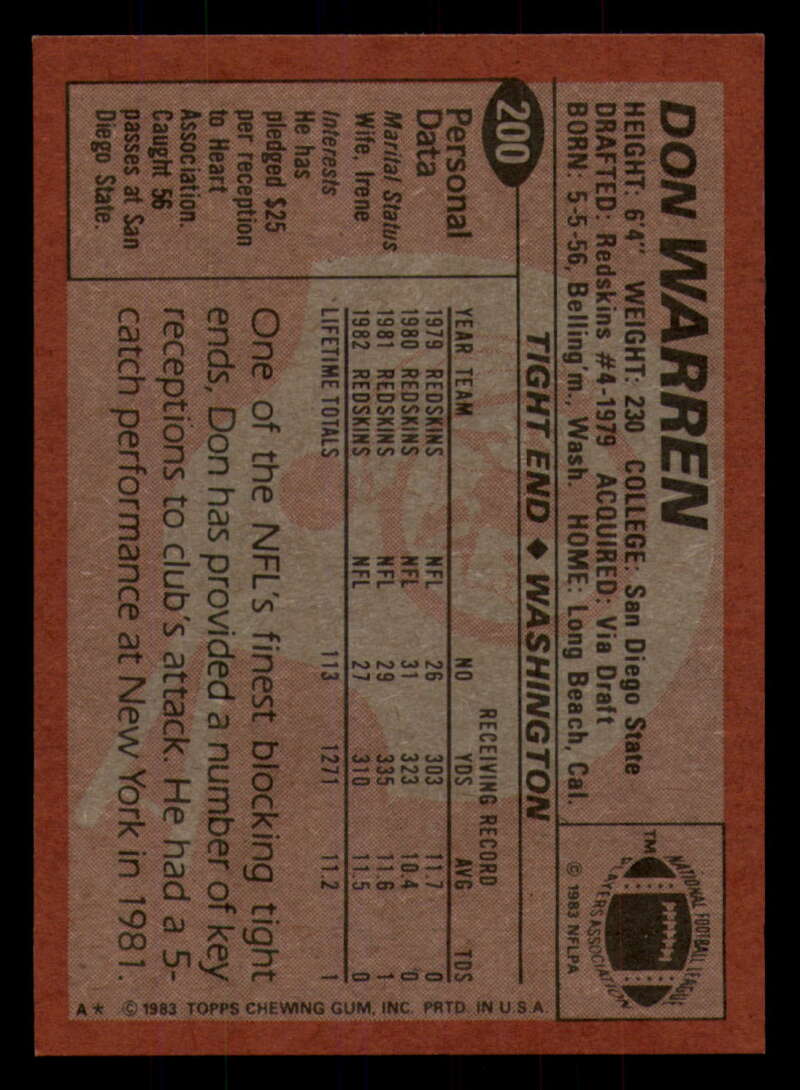 DON WARREN
HEIGHT: 6'4" WEIGHT: 230 COLLEGE: San Diego State
DRAFTED: Redskins #4-1979 ACQUIRED: Via Draft
BORN: 5-5-56, Belling'm., Wash. HOME: Long Beach, Cal.
TM
NATIONAL FOOTBALL LEAGUE
PLAYERS ASSOCIATION
© 1983 NFLPA
200
TIGHT END ♦ WASHINGTON
Personal
Data
Marital Status
Wife, Irene
Interests
He has
pledged $25
per reception
to Heart
Association.
Caught 56
passes at San
Diego State.
RECEIVING RECORD
YEAR TEAM NO YDS AVG TDS
1979 REDSKINS NFL 26 303 11.7 0
1980 REDSKINS NFL 31 323 10.4 0
1981 REDSKINS NFL 29 335 11.6 1
1982 REDSKINS NFL 27 310 11.5 0
LIFETIME TOTALS 113 1271 11.2 1
One of the NFL's finest blocking tight
ends, Don has provided a number of key
receptions to club's attack. He had a 5-
catch performance at New York in 1981.
A* © 1983 TOPPS CHEWING GUM, INC. PRTD. IN U.S.A.